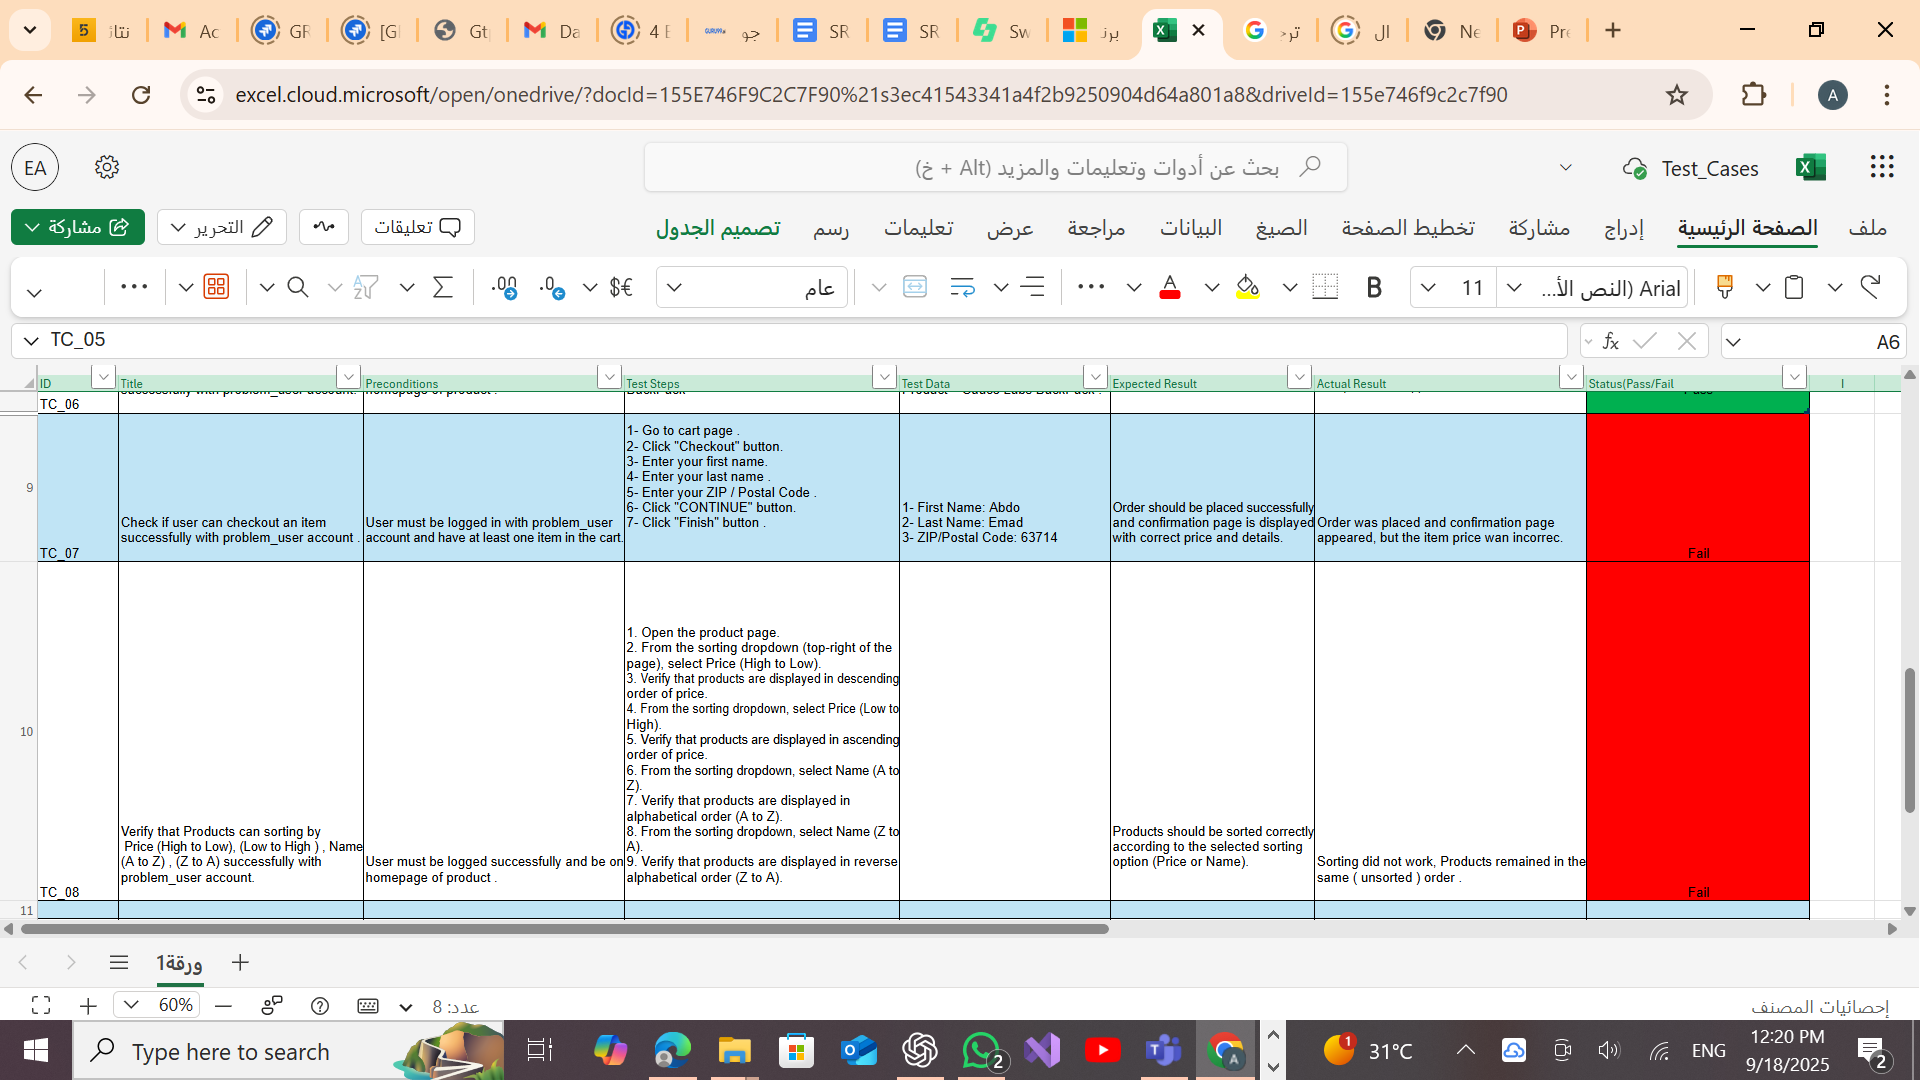 نتائ
Ac
GR
[GI
Gt
Da
4 E
جو
SR
SR
Sw
برن
ترج
ال
Ne
Pre
excel.cloud.microsoft/open/onedrive/?docId=155E746F9C2C7F90%21s3ec41543341a4f2b9250904d64a801a8&driveId=155e746f9c2c7f90
A
EA
بحث عن أدوات وتعليمات والمزيد (Alt + خ)
Test_Cases
ملف
الصفحة الرئيسية
إدراج
مشاركة
تخطيط الصفحة
الصيغ
البيانات
مراجعة
عرض
تعليمات
رسم
تصميم الجدول
تعليقات
التحرير
مشاركة
Arial (النص الأ...
11
B
عام
TC_05
A6
ID Title Preconditions Test Steps Test Data Expected Result Actual Result Status(Pass/Fail I
TC_06
9
TC_07
Check if user can checkout an item
successfully with problem_user account .
User must be logged in with problem_user
account and have at least one item in the cart.
1- Go to cart page .
2- Click "Checkout" button.
3- Enter your first name.
4- Enter your last name .
5- Enter your ZIP / Postal Code .
6- Click "CONTINUE" button.
7- Click "Finish" button .
1- First Name: Abdo
2- Last Name: Emad
3- ZIP/Postal Code: 63714
Order should be placed successfully
and confirmation page is displayed
with correct price and details.
Order was placed and confirmation page
appeared, but the item price wan incorrec.
Fail
10
TC_08
Verify that Products can sorting by
Price (High to Low), (Low to High ) , Name
(A to Z) , (Z to A) successfully with
problem_user account.
User must be logged successfully and be on
homepage of product .
1. Open the product page.
2. From the sorting dropdown (top-right of the
page), select Price (High to Low).
3. Verify that products are displayed in descending
order of price.
4. From the sorting dropdown, select Price (Low to
High).
5. Verify that products are displayed in ascending
order of price.
6. From the sorting dropdown, select Name (A to
Z).
7. Verify that products are displayed in
alphabetical order (A to Z).
8. From the sorting dropdown, select Name (Z to
A).
9. Verify that products are displayed in reverse
alphabetical order (Z to A).
Products should be sorted correctly
according to the selected sorting
option (Price or Name).
Sorting did not work, Products remained in the
same ( unsorted ) order .
Fail
11
ورقة1
60%
عدد: 8
إحصائيات المصنف
Type here to search
2
A
1
31°C
ENG
12:20 PM
9/18/2025
2